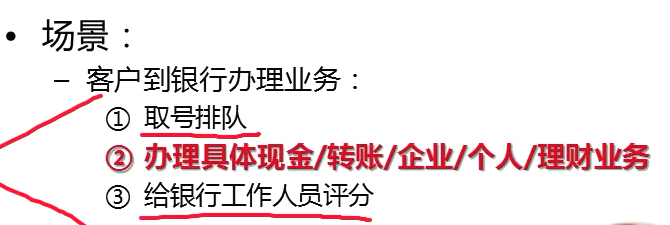 • 场景：
– 客户到银行办理业务：
① 取号排队
② 办理具体现金/转账/企业/个人/理财业务
③ 给银行工作人员评分